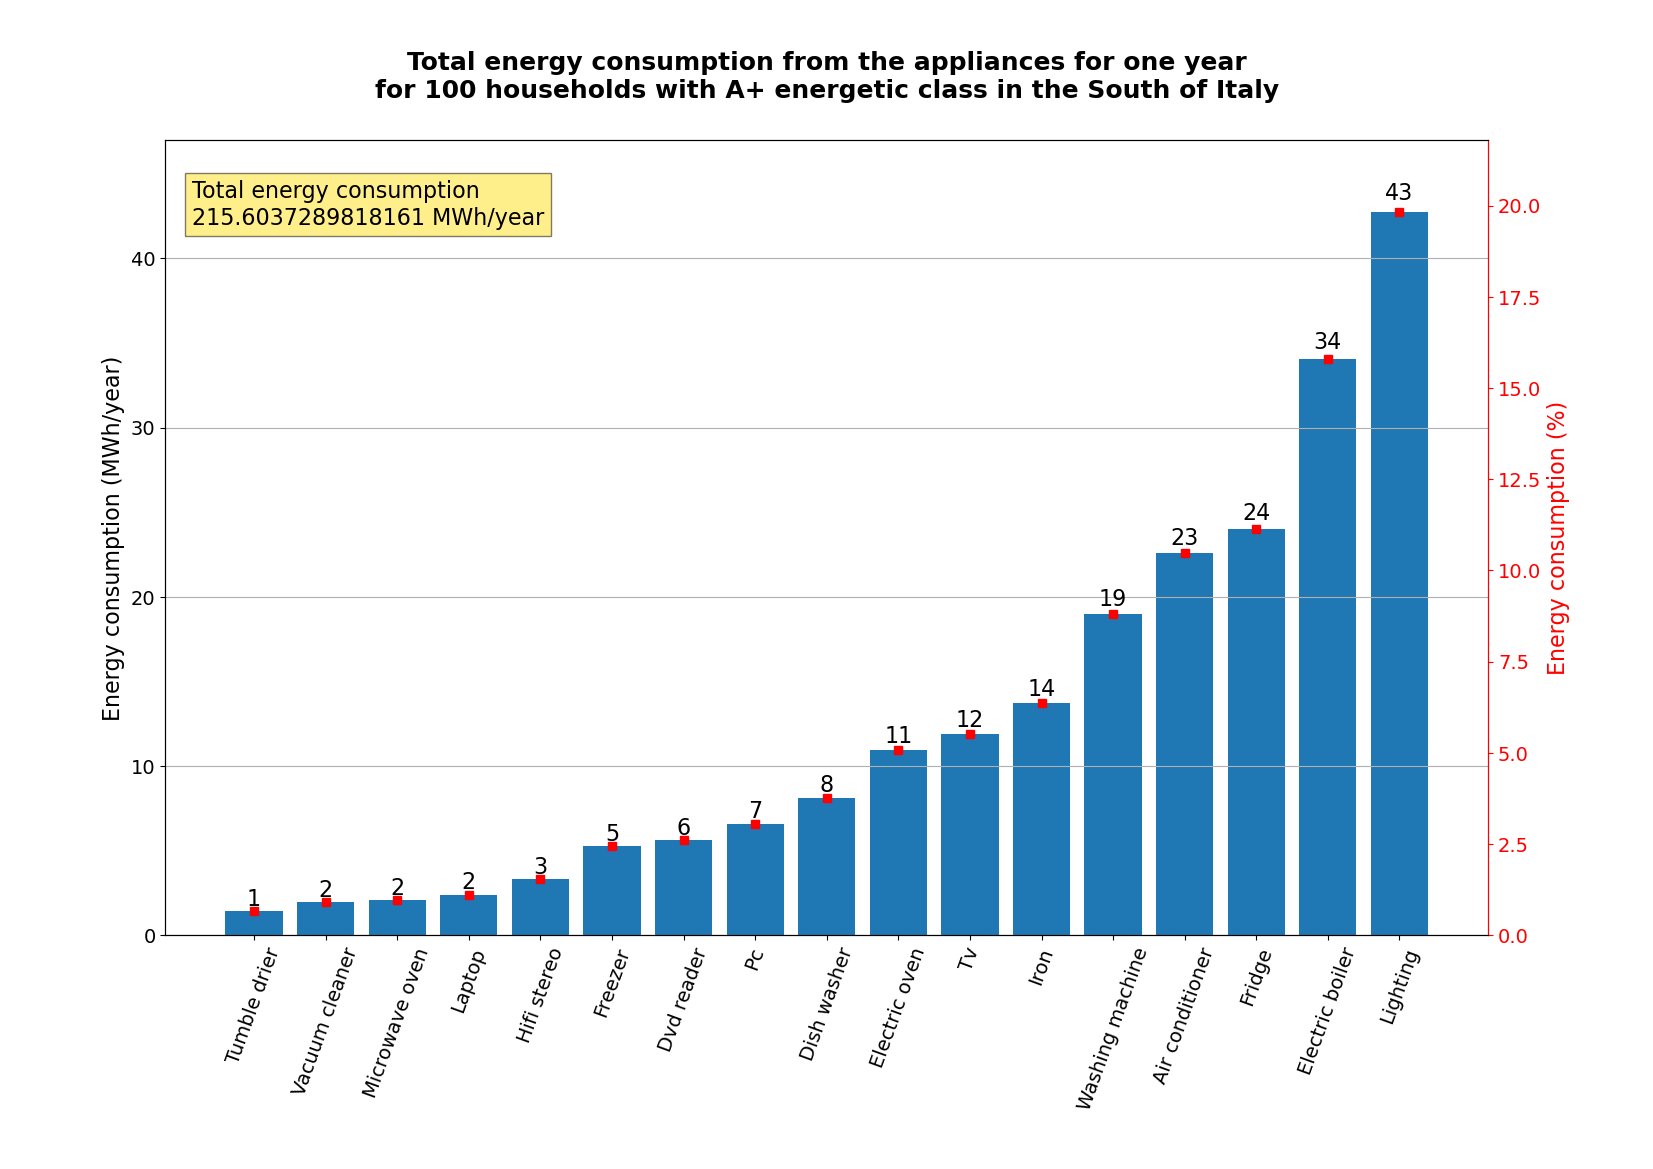 Total energy consumption from the appliances for one year
for 100 households with A+ energetic class in the South of Italy
Total energy consumption
215.6037289818161 MWh/year
Energy consumption (MWh/year)
40
30
20
10
0
1
2
2
2
3
5
6
7
8
11
12
14
19
23
24
34
43
20.0
17.5
15.0
12.5
10.0
7.5
5.0
2.5
0.0
Energy consumption (%)
Tumble drier
Vacuum cleaner
Microwave oven
Laptop
Hifi stereo
Freezer
Dvd reader
Pc
Dish washer
Electric oven
Tv
Iron
Washing machine
Air conditioner
Fridge
Electric boiler
Lighting